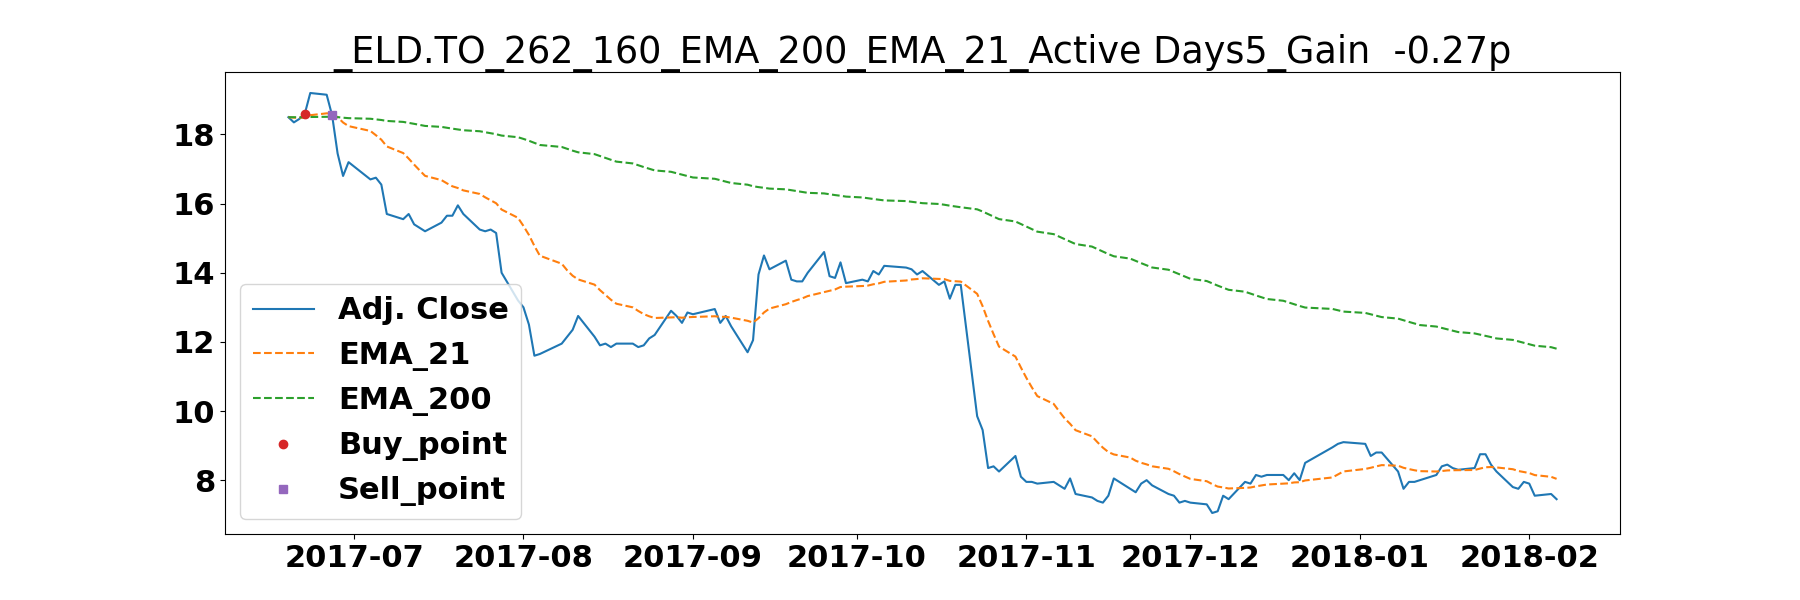 _ELD.TO_262_160_EMA_200_EMA_21_Active Days5_Gain  -0.27p
18
16
14
12
10
8
Adj. Close
EMA_21
EMA_200
Buy_point
Sell_point
2017-07 2017-08 2017-09 2017-10 2017-11 2017-12 2018-01 2018-02